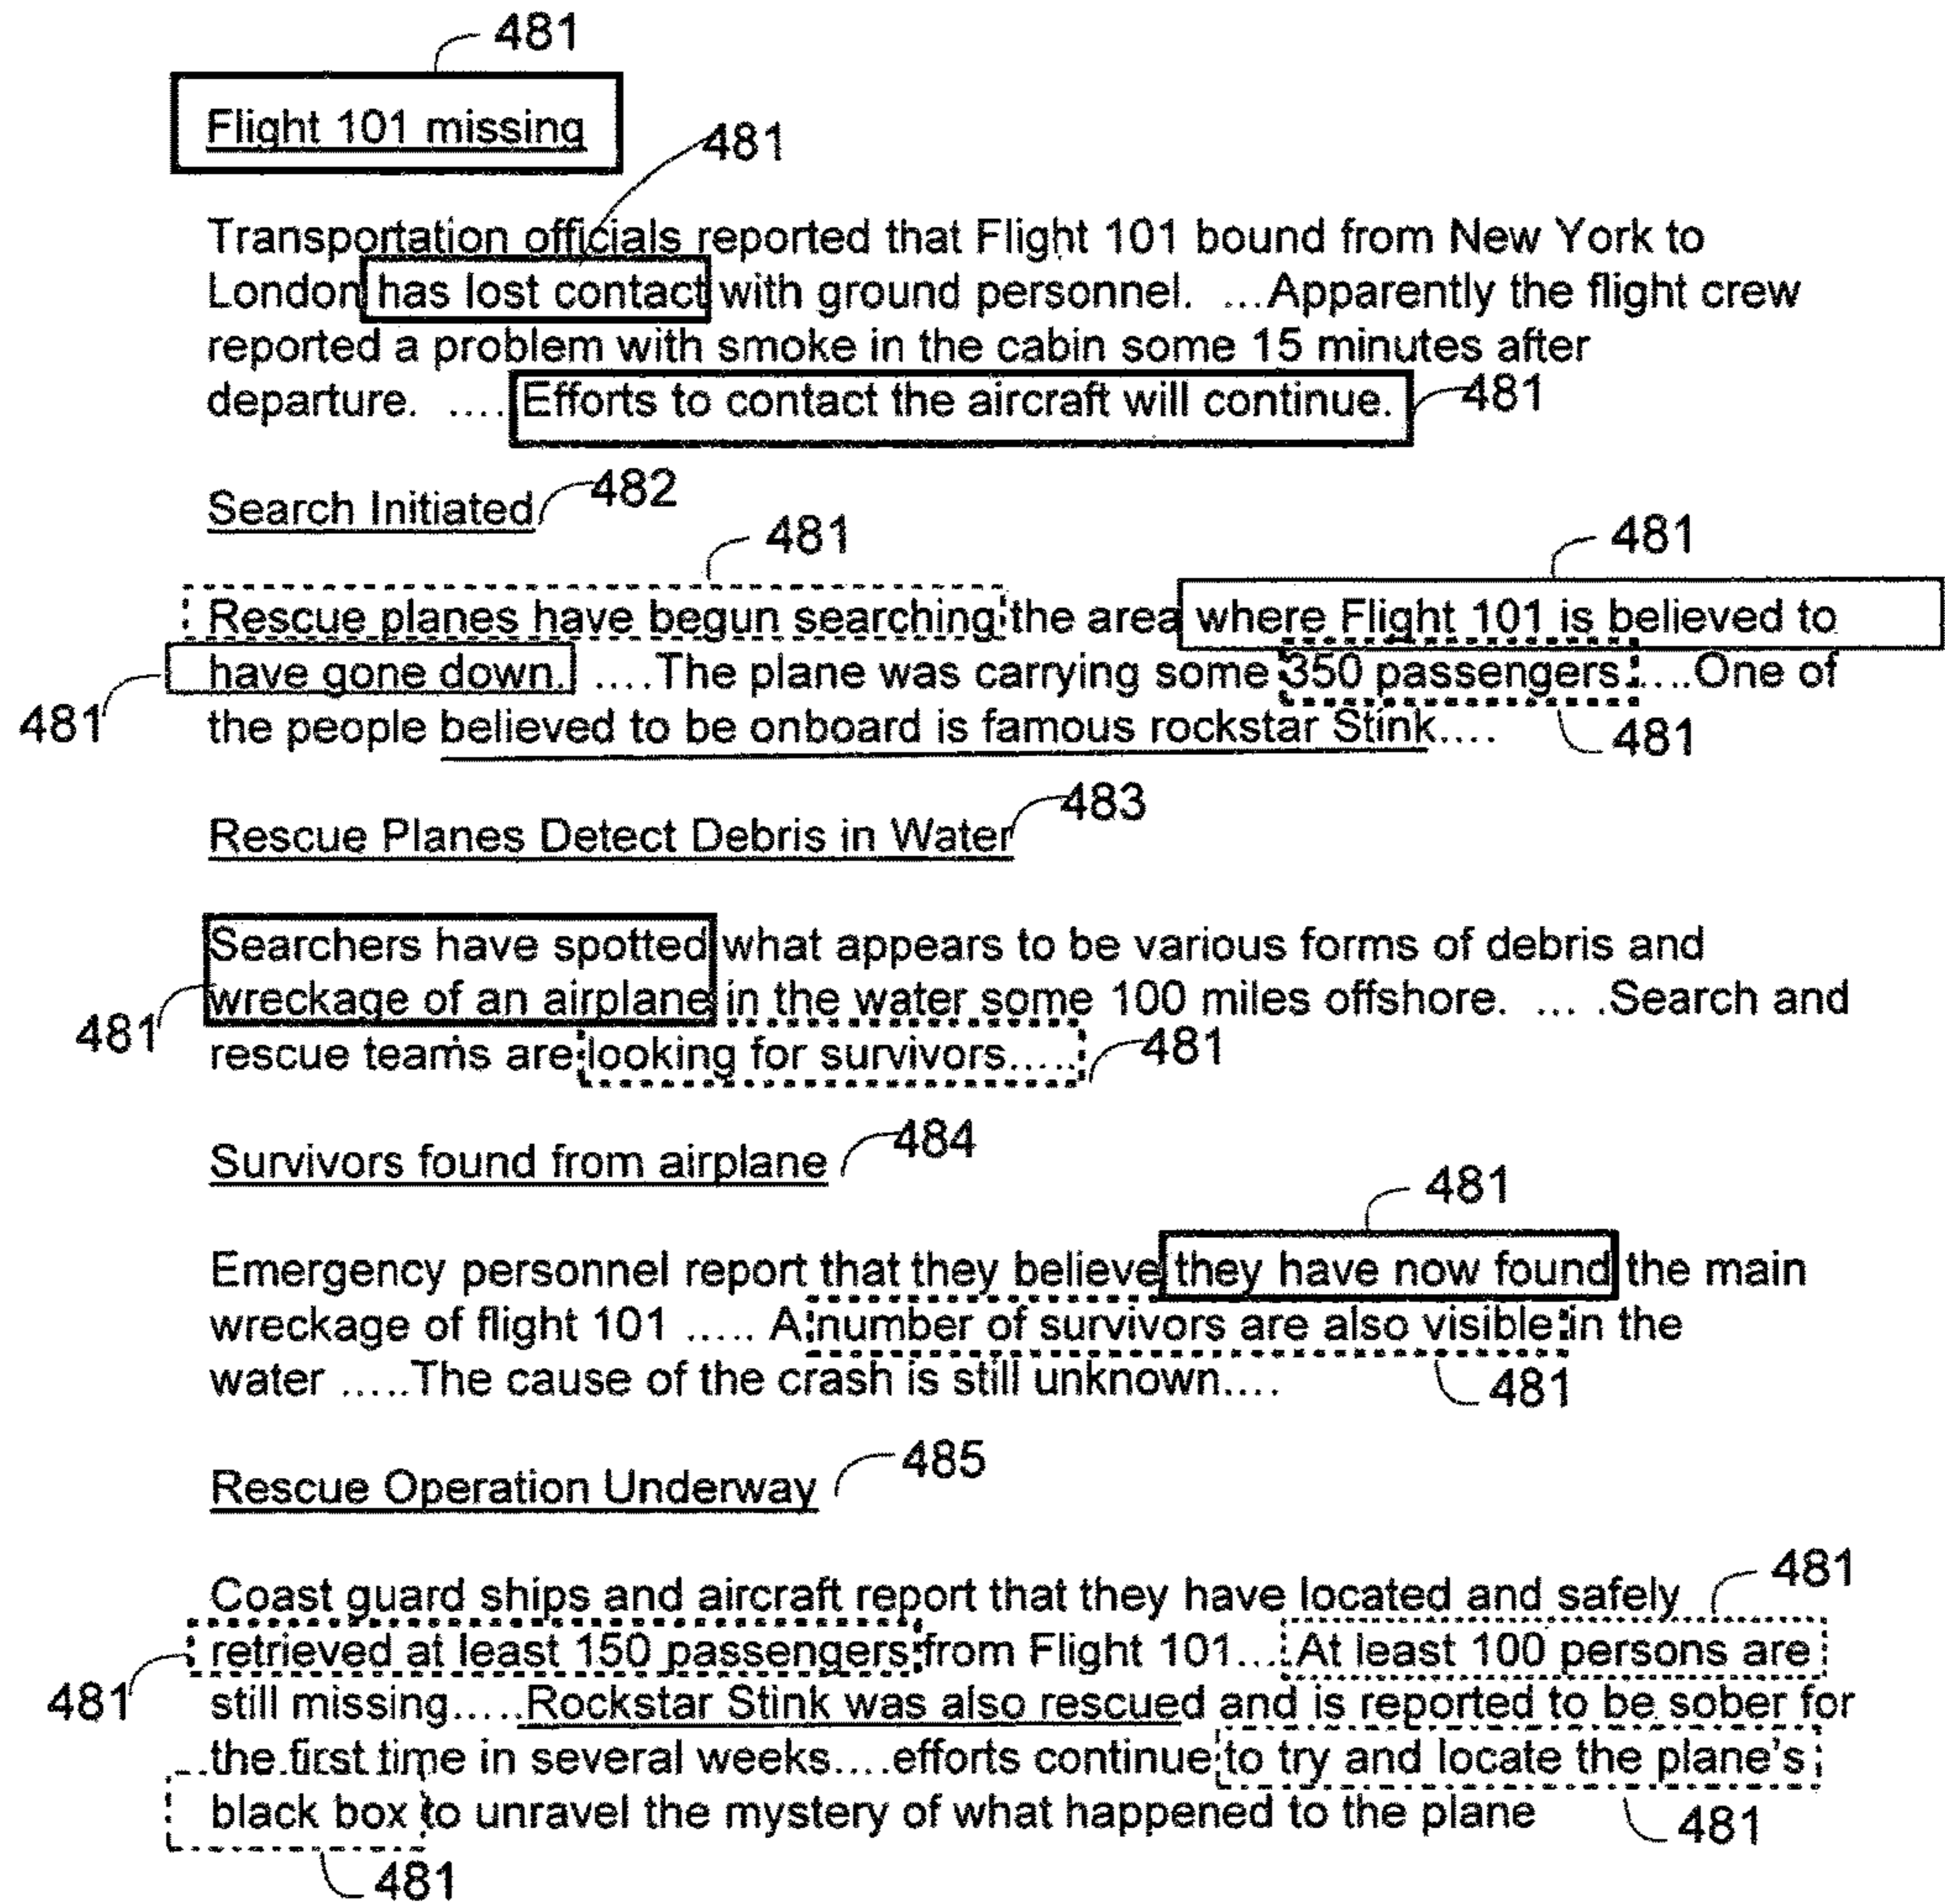 481
Flight 101 missing
481
Transportation officials reported that Flight 101 bound from New York to
London has lost contact with ground personnel. ...Apparently the flight crew
reported a problem with smoke in the cabin some 15 minutes after
departure. .... Efforts to contact the aircraft will continue. 481
Search Initiated 482
481 481
Rescue planes have begun searching the area where Flight 101 is believed to
have gone down. ....The plane was carrying some 350 passengers ....One of
481 the people believed to be onboard is famous rockstar Stink.... 481
Rescue Planes Detect Debris in Water 483
Searchers have spotted what appears to be various forms of debris and
wreckage of an airplane in the water some 100 miles offshore. ... .Search and
481 rescue teams are looking for survivors..... 481
Survivors found from airplane 484
481
Emergency personnel report that they believe they have now found the main
wreckage of flight 101 ..... A number of survivors are also visible in the
water .....The cause of the crash is still unknown.... 481
Rescue Operation Underway 485
Coast guard ships and aircraft report that they have located and safely 481
retrieved at least 150 passengers from Flight 101... At least 100 persons are
481 still missing.....Rockstar Stink was also rescued and is reported to be sober for
the first time in several weeks....efforts continue to try and locate the plane's
black box to unravel the mystery of what happened to the plane 481
481